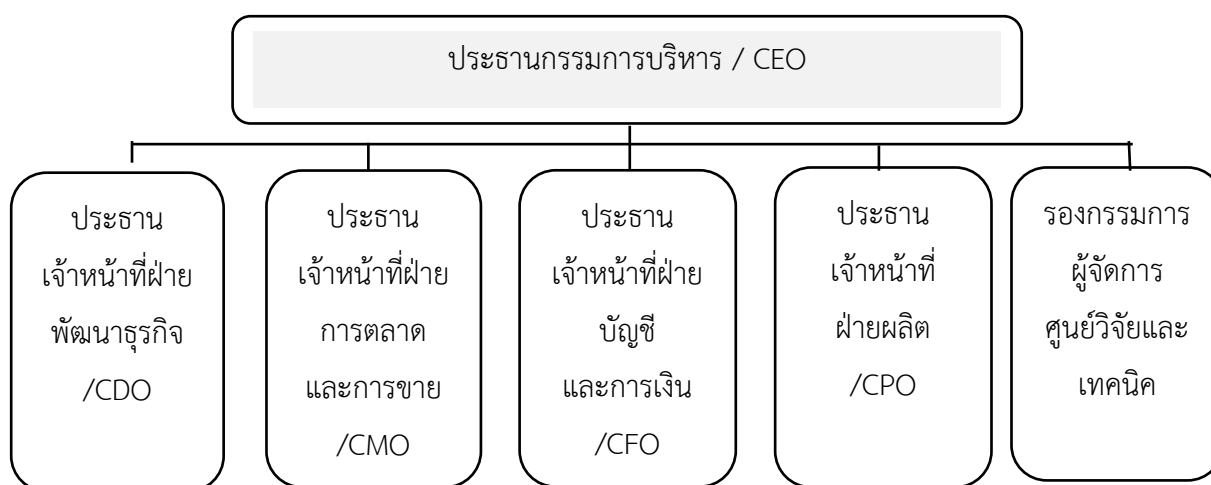 ประธานกรรมการบริหาร / CEO
ประธาน
เจ้าหน้าที่ฝ่าย
พัฒนาธุรกิจ
/CDO
ประธาน
เจ้าหน้าที่ฝ่าย
การตลาด
และการขาย
/CMO
ประธาน
เจ้าหน้าที่ฝ่าย
บัญชี
และการเงิน
/CFO
ประธาน
เจ้าหน้าที่
ฝ่ายผลิต
/CPO
รองกรรมการ
ผู้จัดการ
ศูนย์วิจัยและ
เทคนิค